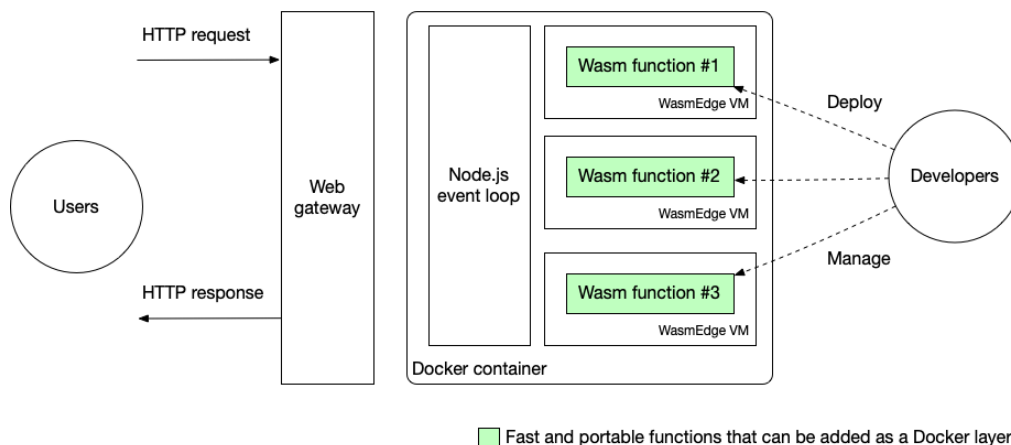 HTTP request
Users
HTTP response
Web
gateway
Node.js
event loop
Wasm function #1
WasmEdge VM
Wasm function #2
WasmEdge VM
Wasm function #3
WasmEdge VM
Docker container
Deploy
Developers
Manage
Fast and portable functions that can be added as a Docker layer